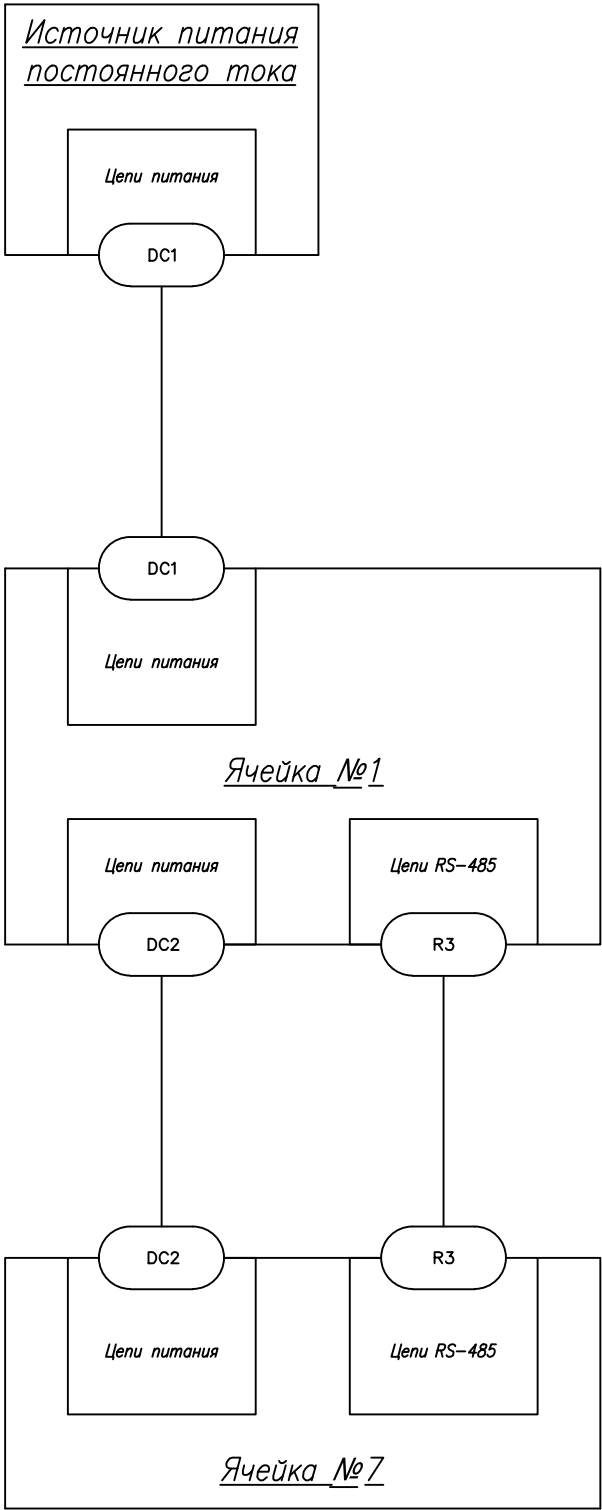 Источник питания
постоянного тока
Цепи питания
DC1
DC1
Цепи питания
Ячейка №1
Цепи питания
Цепи RS-485
DC2
R3
DC2
R3
Цепи питания
Цепи RS-485
Ячейка №7